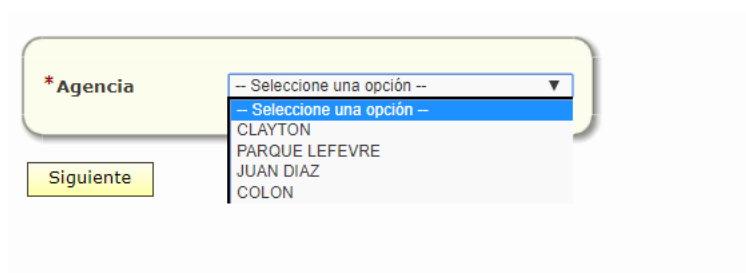 *Agencia
-- Seleccione una opción --
-- Seleccione una opción --
CLAYTON
PARQUE LEFEVRE
JUAN DIAZ
COLON
Siguiente